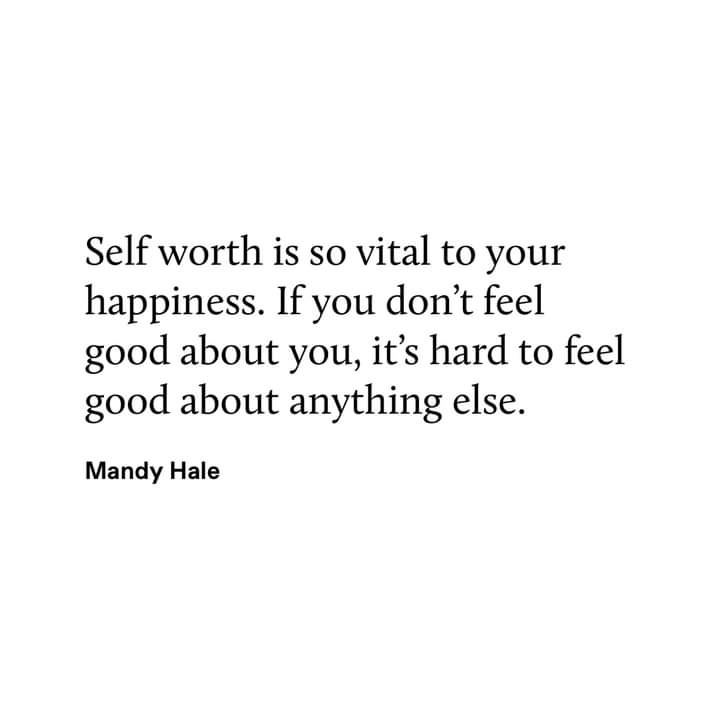 Self worth is so vital to your
happiness. If you don’t feel
good about you, it’s hard to feel
good about anything else.
Mandy Hale